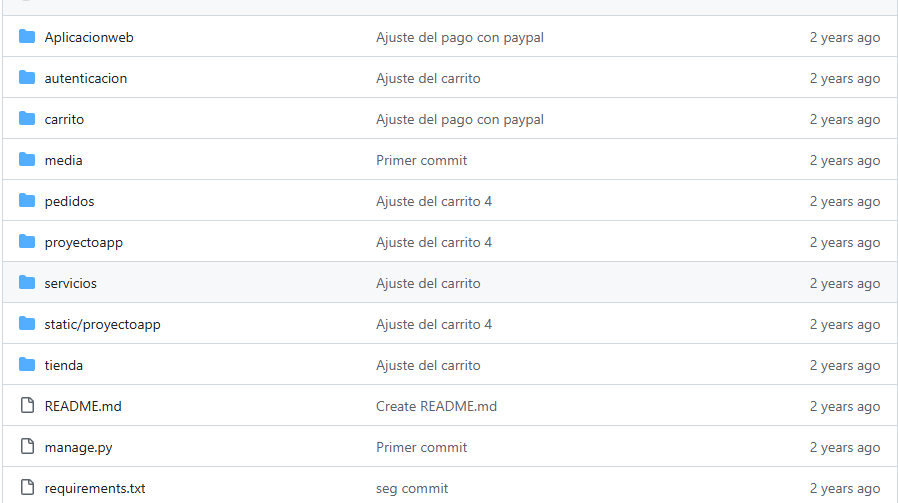 Aplicacionweb Ajuste del pago con paypal 2 years ago
autenticacion Ajuste del carrito 2 years ago
carrito Ajuste del pago con paypal 2 years ago
media Primer commit 2 years ago
pedidos Ajuste del carrito 4 2 years ago
proyectoapp Ajuste del carrito 4 2 years ago
servicios Ajuste del carrito 2 years ago
static/proyectoapp Ajuste del carrito 4 2 years ago
tienda Ajuste del carrito 2 years ago
README.md Create README.md 2 years ago
manage.py Primer commit 2 years ago
requirements.txt seg commit 2 years ago